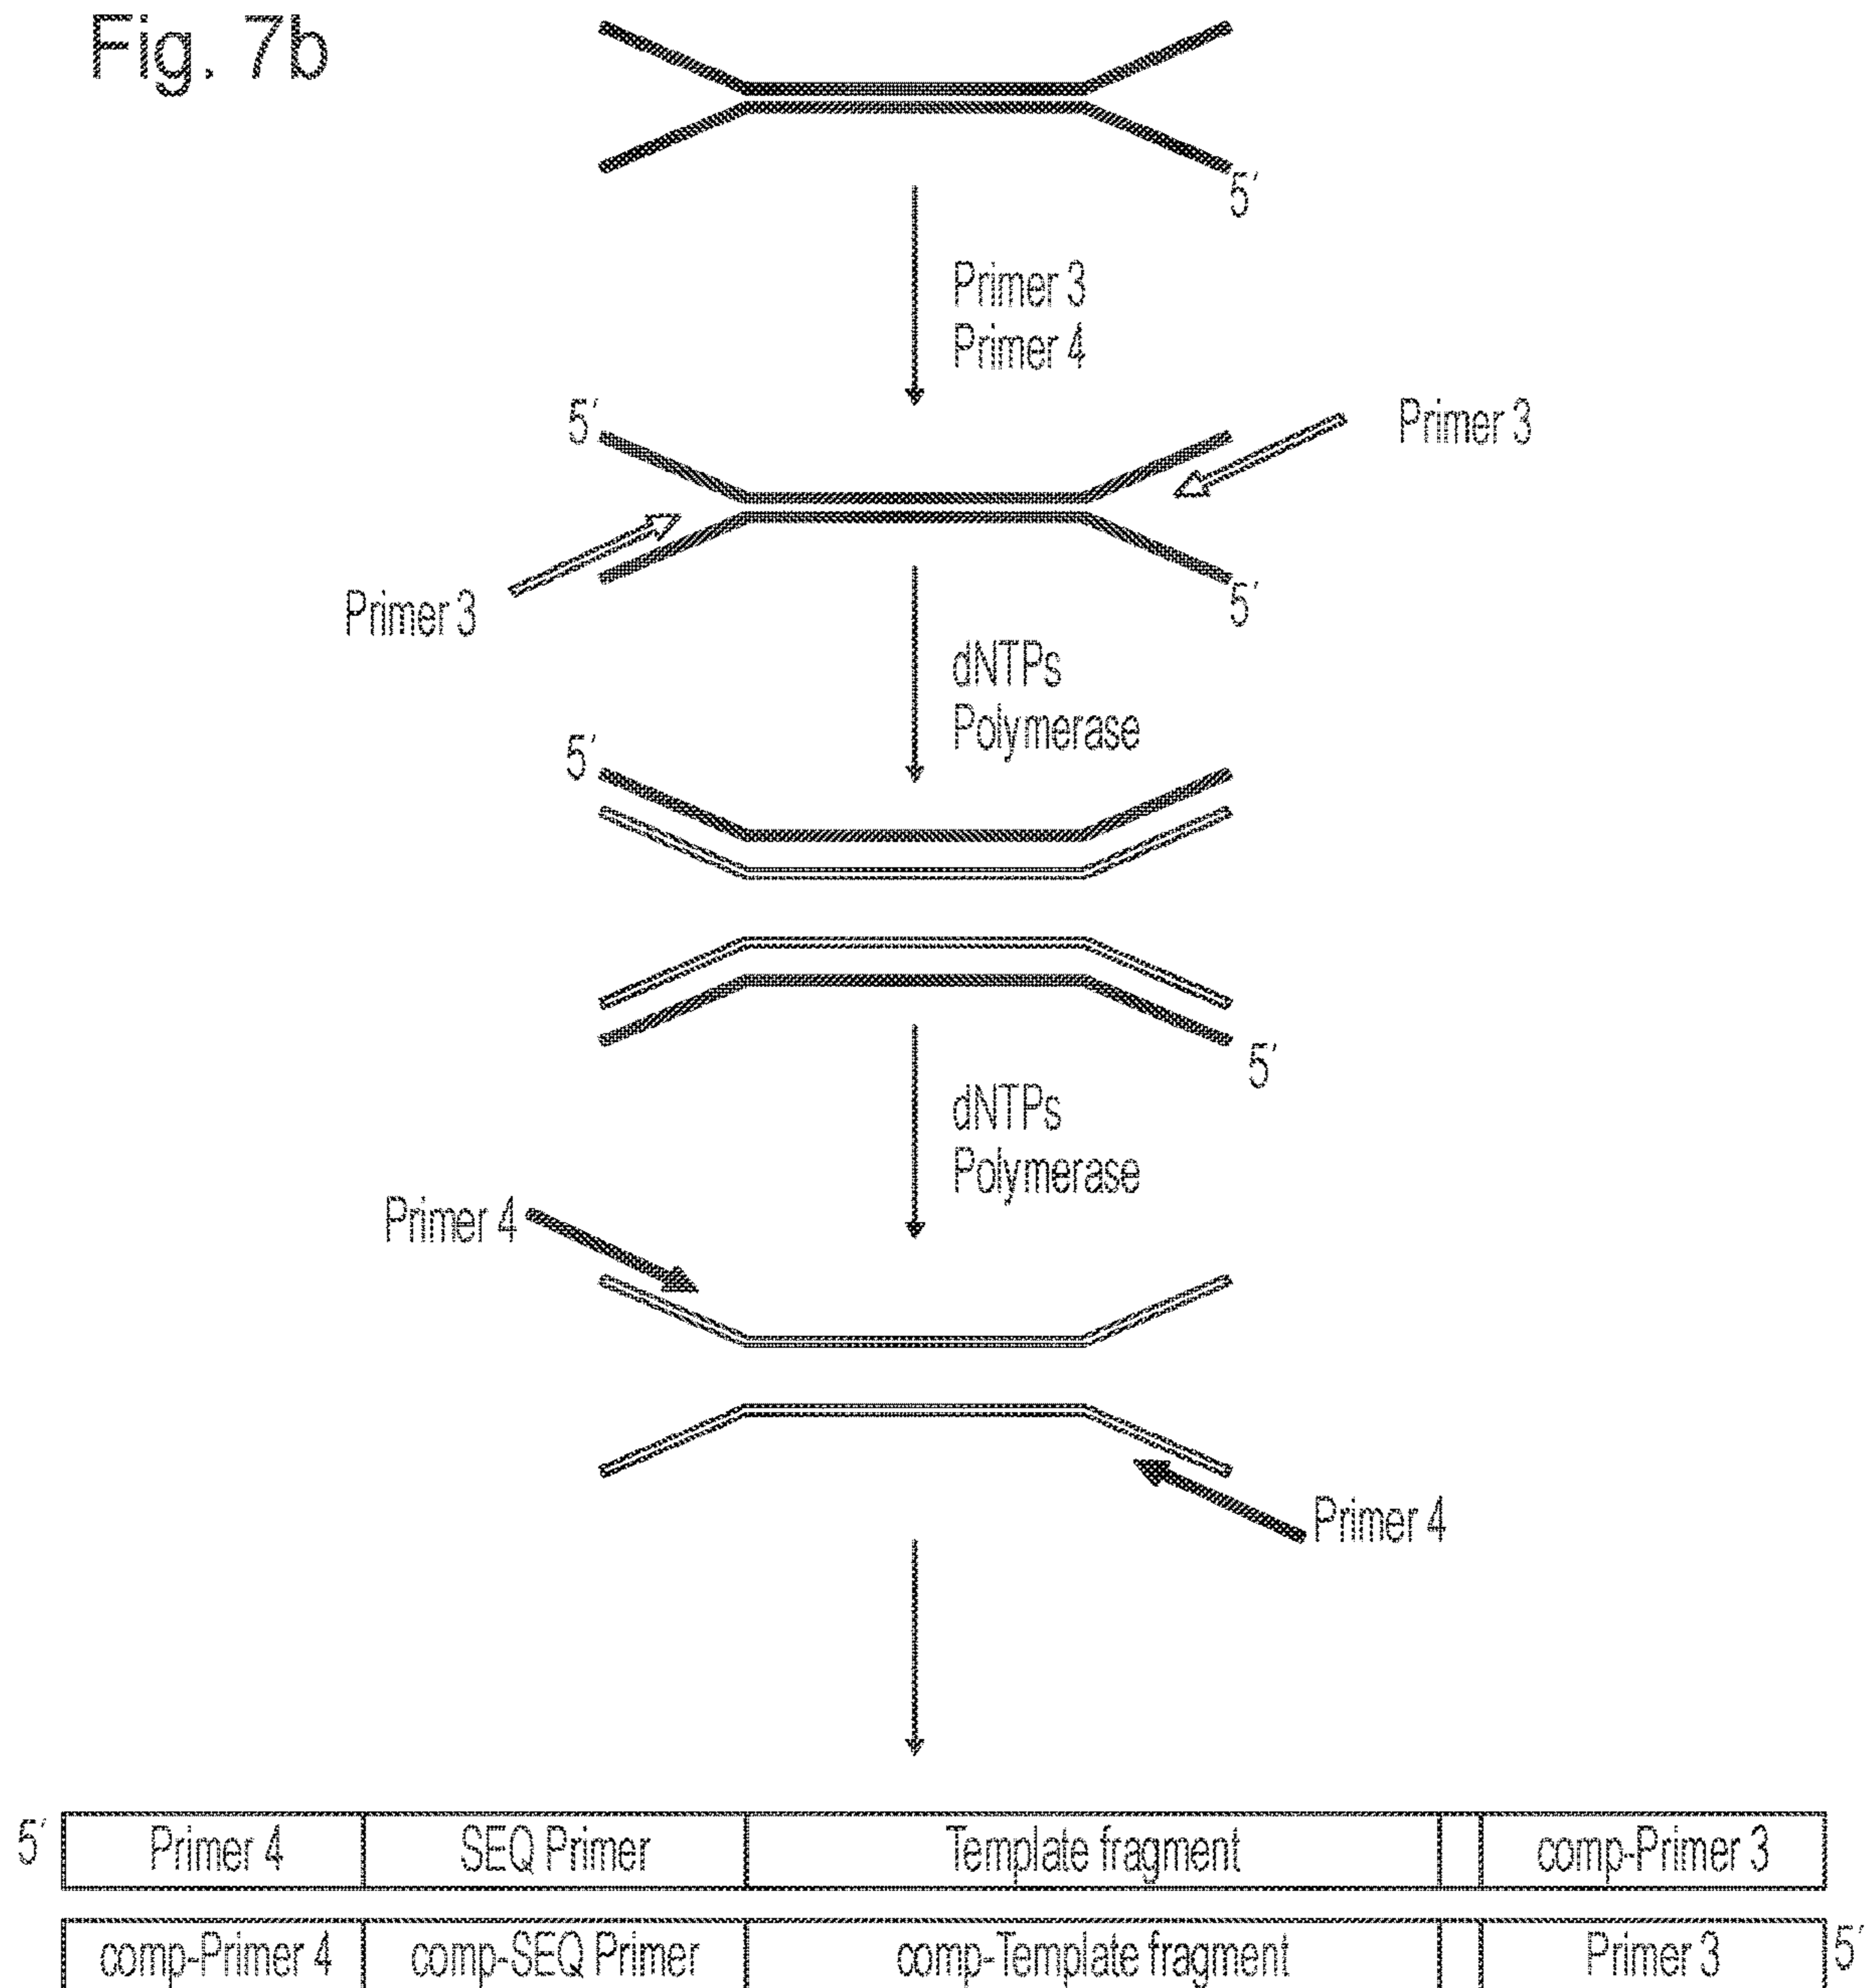 Fig. 7b
5′
Primer 3
Primer 4
5′
Primer 3
Primer 3
5′
dNTPs
Polymerase
5′
5′
dNTPs
Polymerase
Primer 4
Primer 4
5′ Primer 4 SEQ Primer Template fragment comp-Primer 3
comp-Primer 4 comp-SEQ Primer comp-Template fragment Primer 3 5′